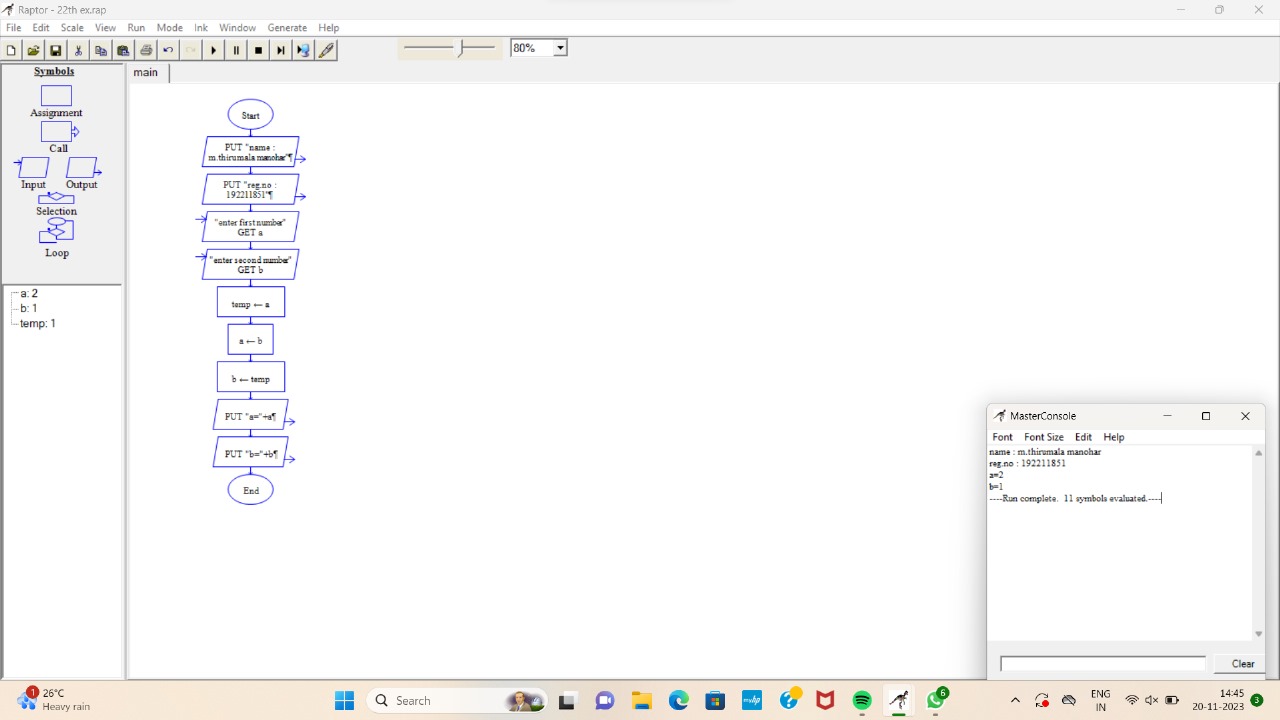 Raptor - 22th ex.rap
File Edit Scale View Run Mode Ink Window Generate Help
80%
Symbols
main
Assignment
Call
Input Output
Selection
Loop
a: 2
b: 1
temp: 1
Start
PUT "name :
m.thirumala manohar"¶
PUT "reg.no :
192211851"¶
"enter first number"
GET a
"enter second number"
GET b
temp ← a
a ← b
b ← temp
PUT "a="+a¶
PUT "b="+b¶
End
MasterConsole
Font Font Size Edit Help
name : m.thirumala manohar
reg.no : 192211851
a=2
b=1
----Run complete.  11 symbols evaluated.----
Clear
1
26°C
Heavy rain
Search
myhp
6
ENG
IN
14:45
20-11-2023
3